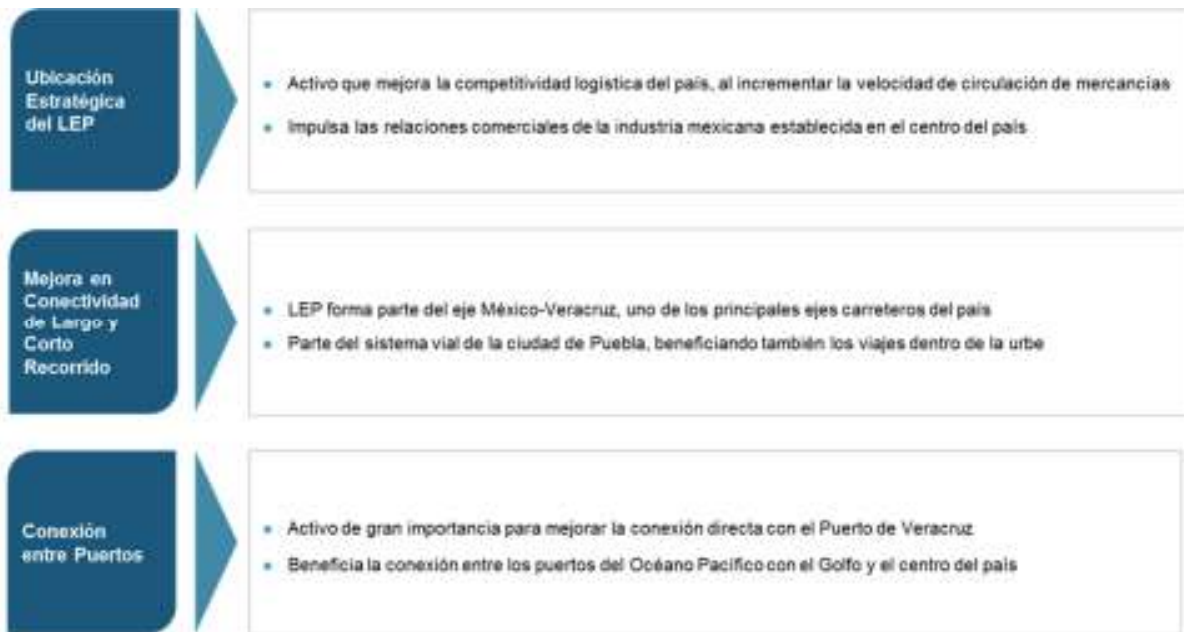 Ubicación
Estratégica
del LEP
Activo que mejora la competitividad logística del país, al incrementar la velocidad de circulación de mercancías
Impulsa las relaciones comerciales de la industria mexicana establecida en el centro del país
Mejora en
Conectividad
de Largo y
Corto
Recorrido
LEP forma parte del eje México-Veracruz, uno de los principales ejes carreteros del país
Parte del sistema vial de la ciudad de Puebla, beneficiando también los viajes dentro de la urbe
Conexión
entre Puertos
Activo de gran importancia para mejorar la conexión directa con el Puerto de Veracruz
Beneficia la conexión entre los puertos del Océano Pacífico con el Golfo y el centro del país